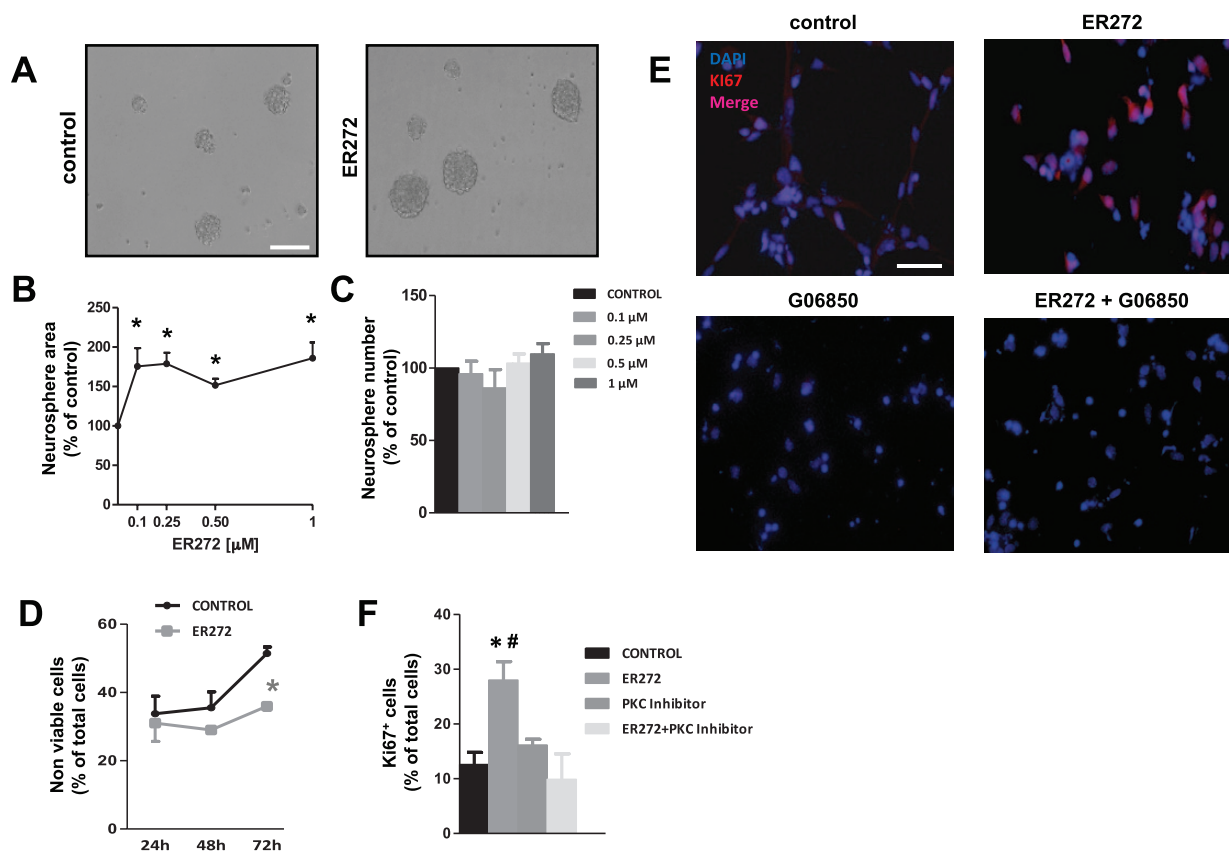 A
control
ER272
B
Neurosphere area
(% of control)
250
200
150
100
50
0
*
*
*
*
0.1
0.25
0.50
1
ER272 [µM]
C
Neurosphere number
(% of control)
150
100
50
0
CONTROL
0.1 µM
0.25 µM
0.5 µM
1 µM
D
CONTROL
ER272
Non viable cells
(% of total cells)
60
40
20
0
*
24h
48h
72h
E
control
DAPI
KI67
Merge
ER272
G06850
ER272 + G06850
F
Ki67⁺ cells
(% of total cells)
40
30
20
10
0
* #
CONTROL
ER272
PKC Inhibitor
ER272+PKC Inhibitor